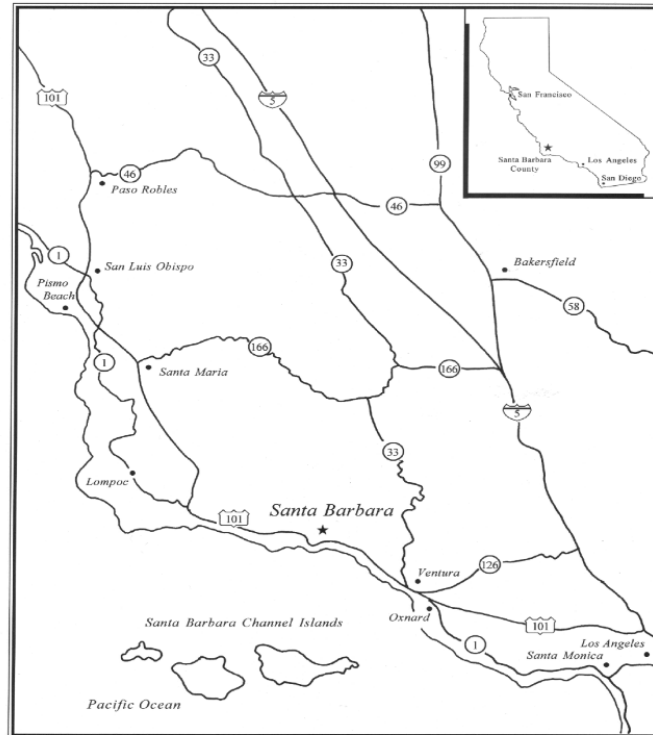 33
101
5
San Francisco
Santa Barbara
County
Los Angeles
San Diego
99
46
Paso Robles
46
1
San Luis Obispo
33
Bakersfield
Pismo
Beach
58
1
166
Santa Maria
166
5
33
Lompoc
101
Santa Barbara
Ventura
126
Oxnard
101
Santa Barbara Channel Islands
1
Los Angeles
Santa Monica
Pacific Ocean